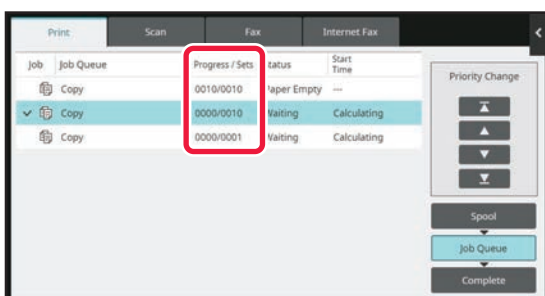 Print Scan Fax Internet Fax
Job Job Queue Progress / Sets tatus Start Time
Copy 0010/0010 Paper Empty ---
Copy 0000/0010 Waiting Calculating
Copy 0000/0001 Waiting Calculating
Priority Change
Spool
Job Queue
Complete